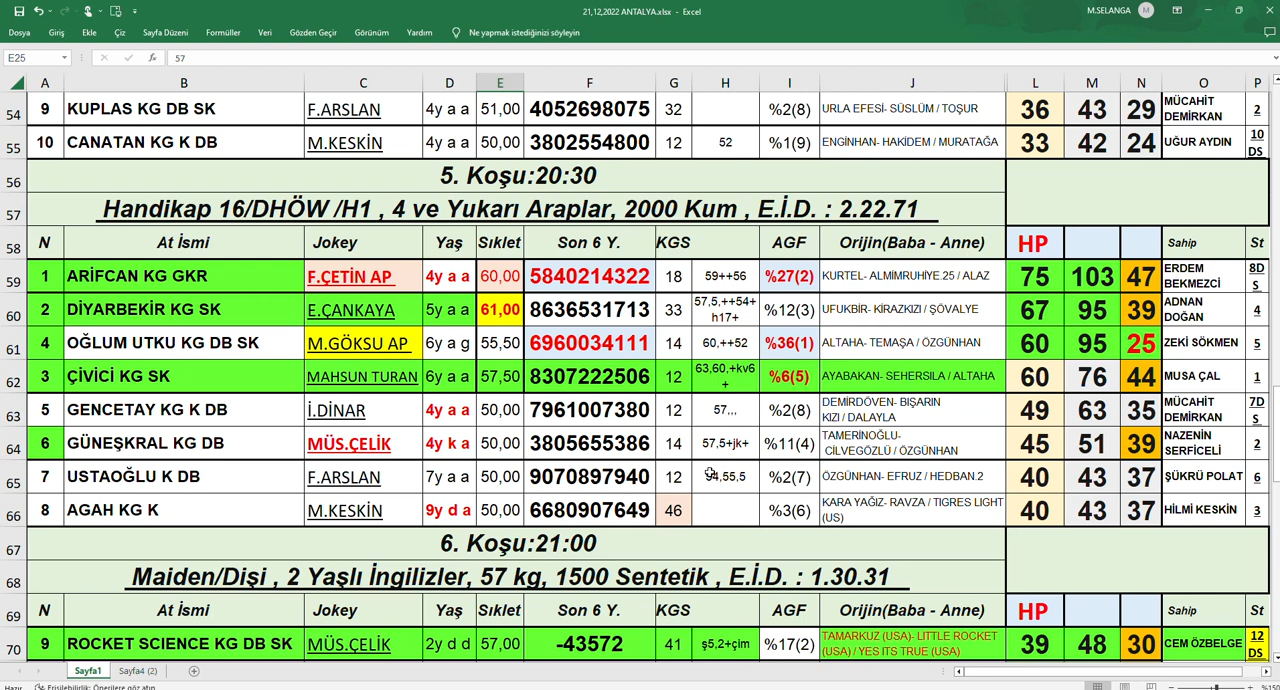 21,12,2022 ANTALYA.xlsx - Excel
M.SELANGA M
Dosya Giriş Ekle Çiz Sayfa Düzeni Formüller Veri Gözden Geçir Görünüm Yardım Ne yapmak istediğinizi söyleyin
E25 fx 57
A B C D E F G H I J L M N O P
54 9 KUPLAS KG DB SK F.ARSLAN 4y a a 51,00 4052698075 32 %2(8) URLA EFESİ- SÜSLÜM / TOŞUR 36 43 29 MÜCAHİT DEMİRKAN 2
55 10 CANATAN KG K DB M.KESKİN 4y a a 50,00 3802554800 12 52 %1(9) ENGİNHAN- HAKİDEM / MURATAĞA 33 42 24 UĞUR AYDIN 10 DS
56 5. Koşu:20:30
57 Handikap 16/DHÖW /H1 , 4 ve Yukarı Araplar, 2000 Kum , E.İ.D. : 2.22.71
58 N At İsmi Jokey Yaş Sıklet Son 6 Y. KGS AGF Orijin(Baba - Anne) HP Sahip St
59 1 ARİFCAN KG GKR F.ÇETİN AP 4y a a 60,00 5840214322 18 59++56 %27(2) KURTEL- ALMİMRUHİYE.25 / ALAZ 75 103 47 ERDEM BEKMEZCİ 8D S
60 2 DİYARBEKİR KG SK E.ÇANKAYA 5y a a 61,00 8636531713 33 57,5,++54+ h17+ %12(3) UFUKBİR- KİRAZKIZI / ŞÖVALYE 67 95 39 ADNAN DOĞAN 4
61 4 OĞLUM UTKU KG DB SK M.GÖKSU AP 6y a g 55,50 6960034111 14 60,++52 %36(1) ALTAHA- TEMAŞA / ÖZGÜNHAN 60 95 25 ZEKİ SÖKMEN 5
62 3 ÇİVİCİ KG SK MAHSUN TURAN 6y a a 57,50 8307222506 12 63,60,+kv6 + %6(5) AYABAKAN- SEHERSILA / ALTAHA 60 76 44 MUSA ÇAL 1
63 5 GENCETAY KG K DB İ.DİNAR 4y a a 50,00 7961007380 12 57,,, %2(8) DEMİRDÖVEN- BIŞARIN KIZI / DALAYLA 49 63 35 MÜCAHİT DEMİRKAN 7D S
64 6 GÜNEŞKRAL KG DB MÜS.ÇELİK 4y k a 50,00 3805655386 14 57,5+jk+ %11(4) TAMERİNOĞLU- CİLVEGÖZLÜ / ÖZGÜNHAN 45 51 39 NAZENİN SERFİCELİ 2
65 7 USTAOĞLU K DB F.ARSLAN 7y a a 50,00 9070897940 12 54,55,5 %2(7) ÖZGÜNHAN- EFRUZ / HEDBAN.2 40 43 37 ŞÜKRÜ POLAT 6
66 8 AGAH KG K M.KESKİN 9y d a 50,00 6680907649 46 %3(6) KARA YAĞIZ- RAVZA / TIGRES LIGHT (US) 40 43 37 HİLMİ KESKİN 3
67 6. Koşu:21:00
68 Maiden/Dişi , 2 Yaşlı İngilizler, 57 kg, 1500 Sentetik , E.İ.D. : 1.30.31
69 N At İsmi Jokey Yaş Sıklet Son 6 Y. KGS AGF Orijin(Baba - Anne) HP Sahip St
70 9 ROCKET SCIENCE KG DB SK MÜS.ÇELİK 2y d d 57,00 -43572 41 ş5,2+çim %17(2) TAMARKUZ (USA)- LITTLE ROCKET (USA) / YES ITS TRUE (USA) 39 48 30 CEM ÖZBELGE 12 DS
Sayfa1 Sayfa4 (2)
Hazır Erişilebilirlik: Önerilere göz atın %150